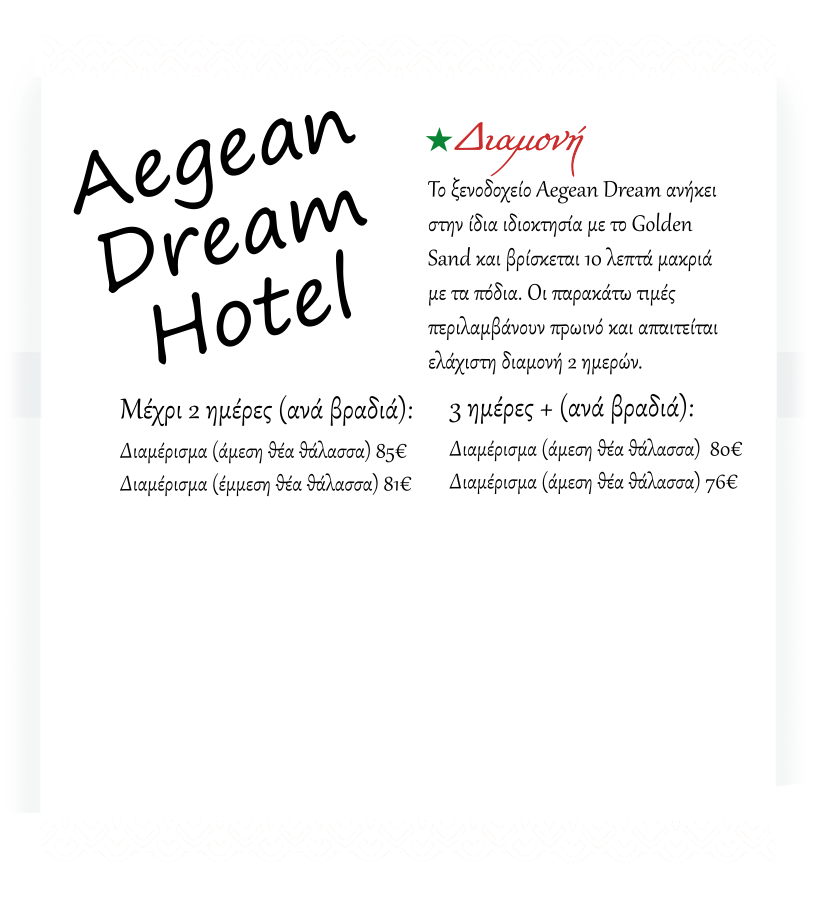 Aegean
Dream
Hotel
Διαμονή
Το ξενοδοχείο Aegean Dream ανήκει
στην ίδια ιδιοκτησία με το Golden
Sand και βρίσκεται 10 λεπτά μακριά
με τα πόδια. Οι παρακάτω τιμές
περιλαμβάνουν πρωινό και απαιτείται
ελάχιστη διαμονή 2 ημερών.
Μέχρι 2 ημέρες (ανά βραδιά):
Διαμέρισμα (άμεση θέα θάλασσα) 85€
Διαμέρισμα (έμμεση θέα θάλασσα) 81€
3 ημέρες + (ανά βραδιά):
Διαμέρισμα (άμεση θέα θάλασσα) 80€
Διαμέρισμα (άμεση θέα θάλασσα) 76€